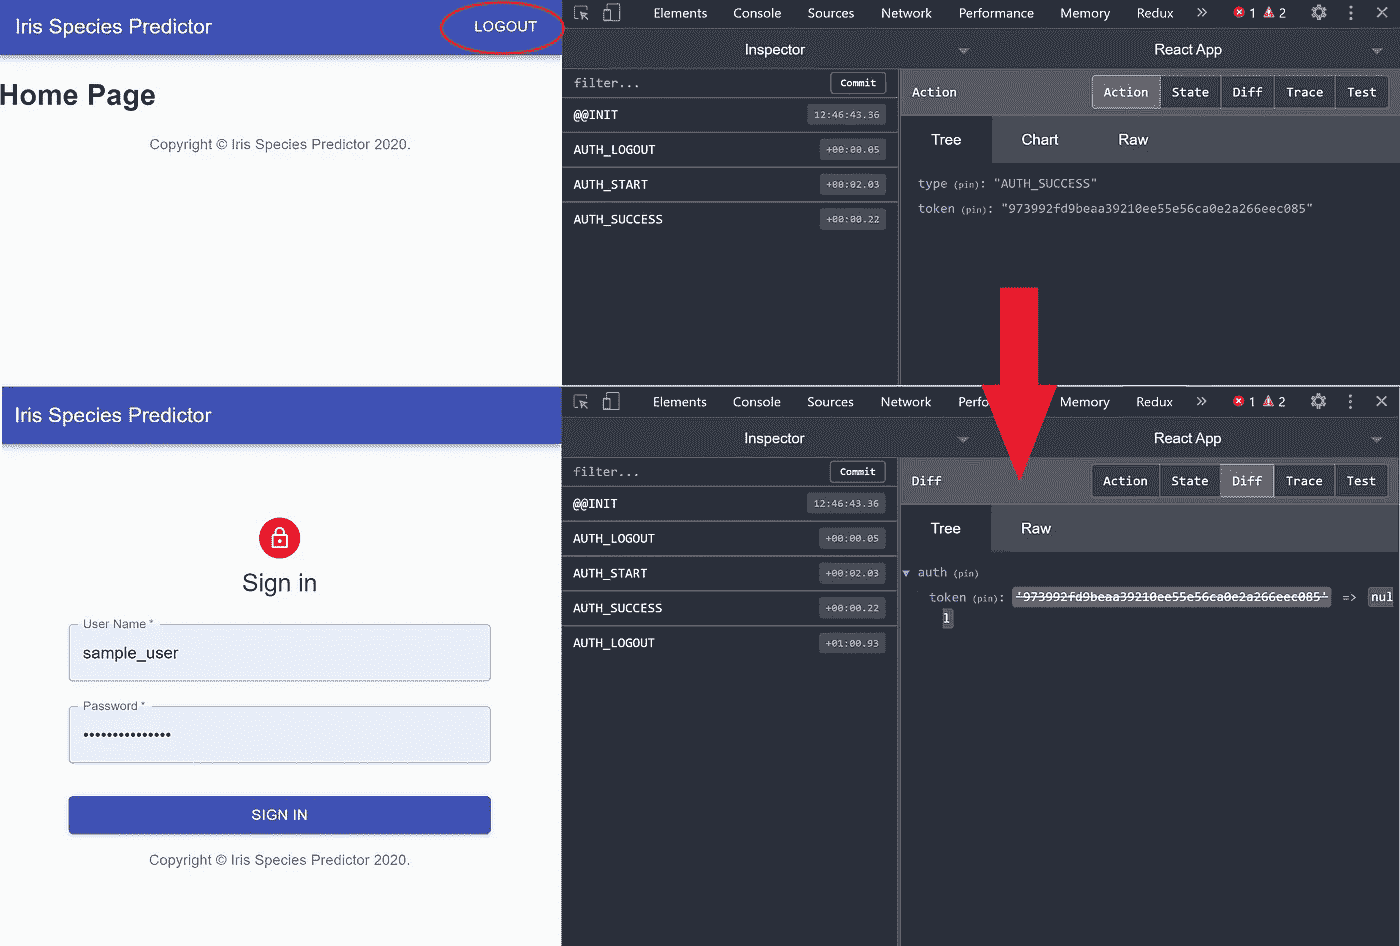 Iris Species Predictor
LOGOUT
Home Page
Copyright © Iris Species Predictor 2020.
Elements Console Sources Network Performance Memory Redux » 1 2
Inspector React App
filter... Commit
@@INIT 12:46:43.36
AUTH_LOGOUT +00:00.05
AUTH_START +00:02.03
AUTH_SUCCESS +00:00.22
Action Action State Diff Trace Test
Tree Chart Raw
type (pin): "AUTH_SUCCESS"
token (pin): "973992fd9beaa39210ee55e56ca0e2a266eec085"
Iris Species Predictor
Sign in
User Name *
sample_user
Password *
•••••••••••••••
SIGN IN
Copyright © Iris Species Predictor 2020.
Elements Console Sources Network Perfo Memory Redux » 1 2
Inspector React App
filter... Commit
@@INIT 12:46:43.36
AUTH_LOGOUT +00:00.05
AUTH_START +00:02.03
AUTH_SUCCESS +00:00.22
AUTH_LOGOUT +01:00.93
Diff Action State Diff Trace Test
Tree Raw
auth (pin)
token (pin): '973992fd9beaa39210ee55e56ca0e2a266eec085' => nul
l